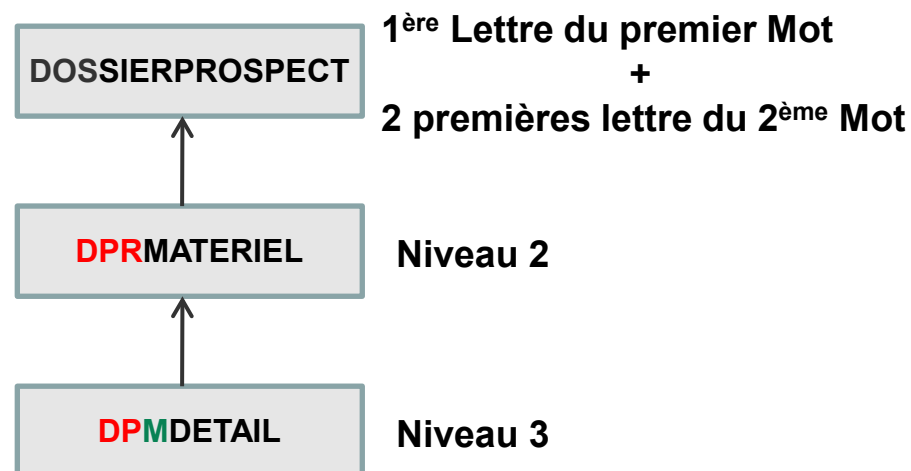 1ère Lettre du premier Mot
DOSSIERPROSPECT
+
2 premières lettre du 2ème Mot
DPRMATERIEL
Niveau 2
DPMDETAIL
Niveau 3